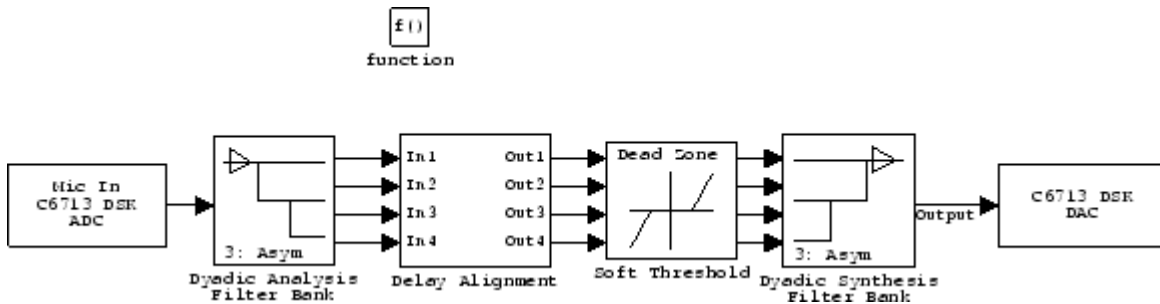 f()
function
Mic In
C6713 DSK
ADC
3: Asym
Dyadic Analysis
Filter Bank
In1
In2
In3
In4
Out1
Out2
Out3
Out4
Delay Alignment
Dead Zone
Soft Threshold
3: Asym
Dyadic Synthesis
Filter Bank
Output
C6713 DSK
DAC